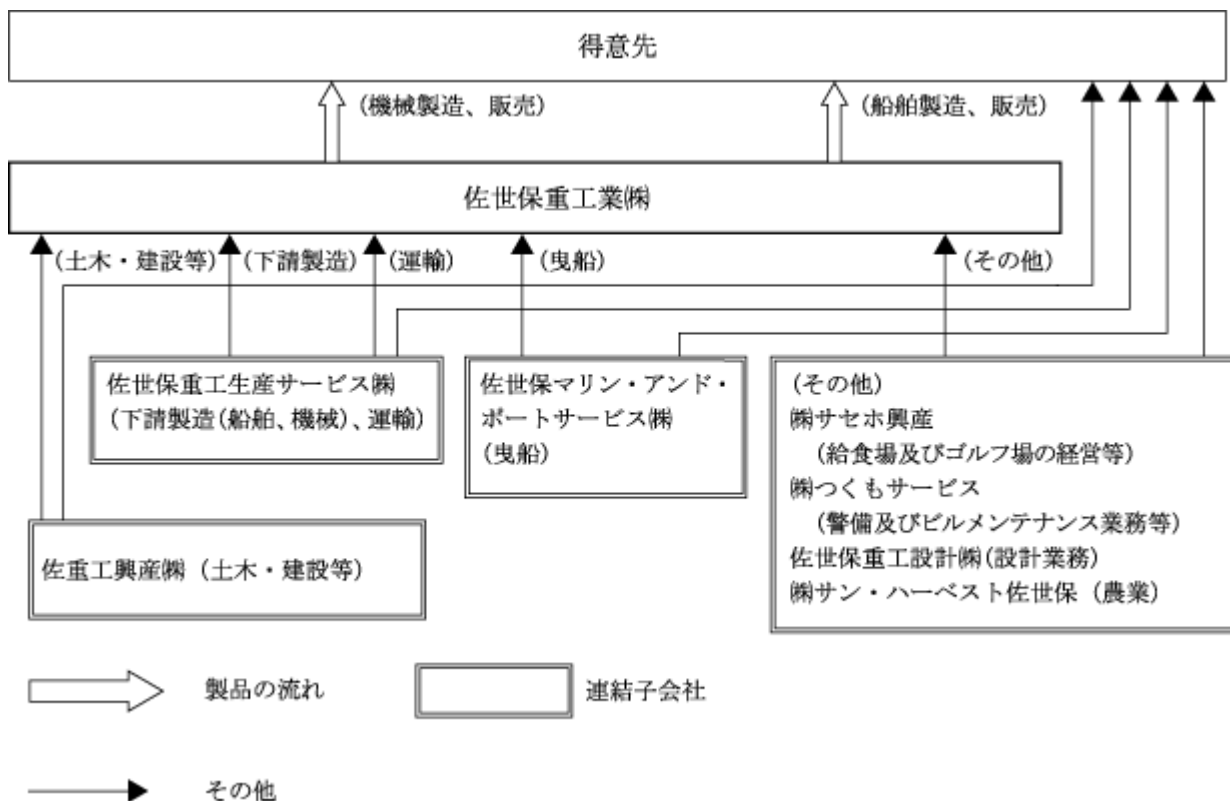 得意先
(機械製造、販売)
(船舶製造、販売)
佐世保重工業㈱
(土木・建設等)
(下請製造)
(運輸)
(曳船)
(その他)
佐世保重工生産サービス㈱
(下請製造(船舶、機械)、運輸)
佐世保マリン・アンド・
ポートサービス㈱
(曳船)
(その他)
㈱サセホ興産
(給食場及びゴルフ場の経営等)
㈱つくもサービス
(警備及びビルメンテナンス業務等)
佐世保重工設計㈱(設計業務)
㈱サン・ハーベスト佐世保(農業)
佐重工興産㈱(土木・建設等)
製品の流れ
連結子会社
その他